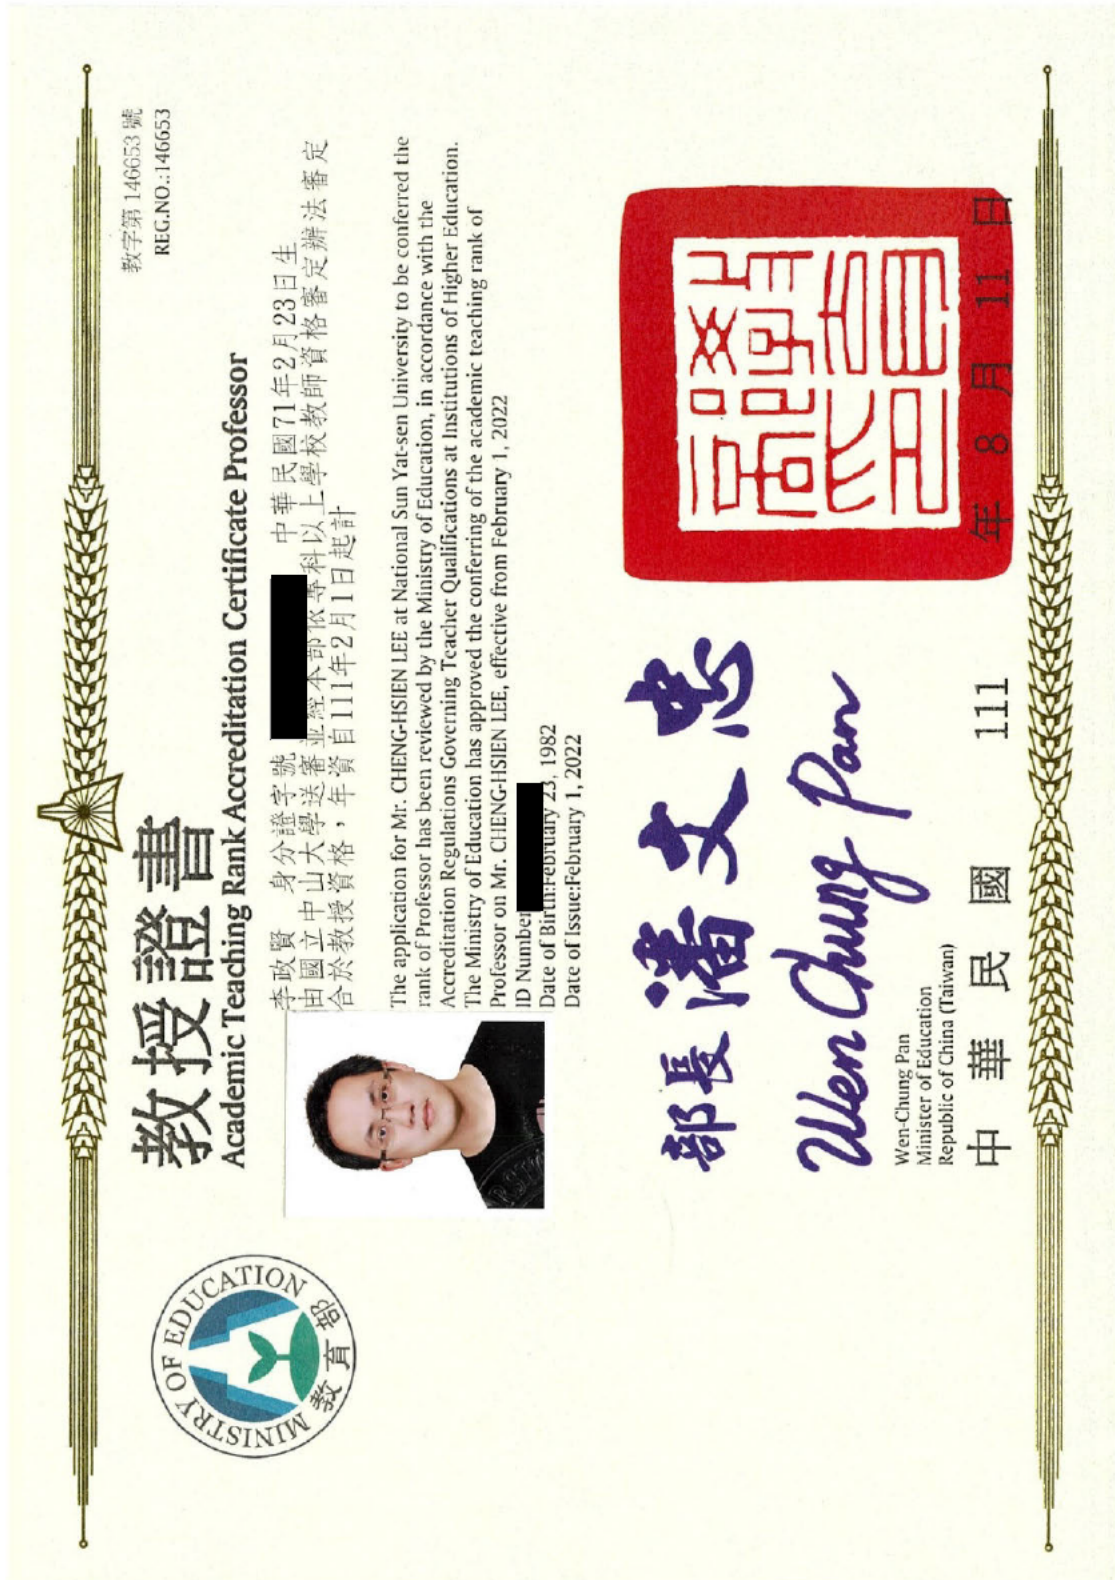 教字第 146653 號
REG.NO.:146653
教授證書
Academic Teaching Rank Accreditation Certificate Professor
李政賢 身分證字號 中華民國71年2月23日生
由國立中山大學送審並經本部依專科以上學校教師資格審定辦法審定
合於教授資格，年資自111年2月1日起計
The application for Mr. CHENG-HSIEN LEE at National Sun Yat-sen University to be conferred the
rank of Professor has been reviewed by the Ministry of Education, in accordance with the
Accreditation Regulations Governing Teacher Qualifications at Institutions of Higher Education.
The Ministry of Education has approved the conferring of the academic teaching rank of
Professor on Mr. CHENG-HSIEN LEE, effective from February 1, 2022
ID Number
Date of Birth:February 23, 1982
Date of Issue:February 1, 2022
MINISTRY OF EDUCATION
教育部
部長 潘文忠
Wen Chung Pan
Wen-Chung Pan
Minister of Education
Republic of China (Taiwan)
中華民國 111 年 8 月 11 日